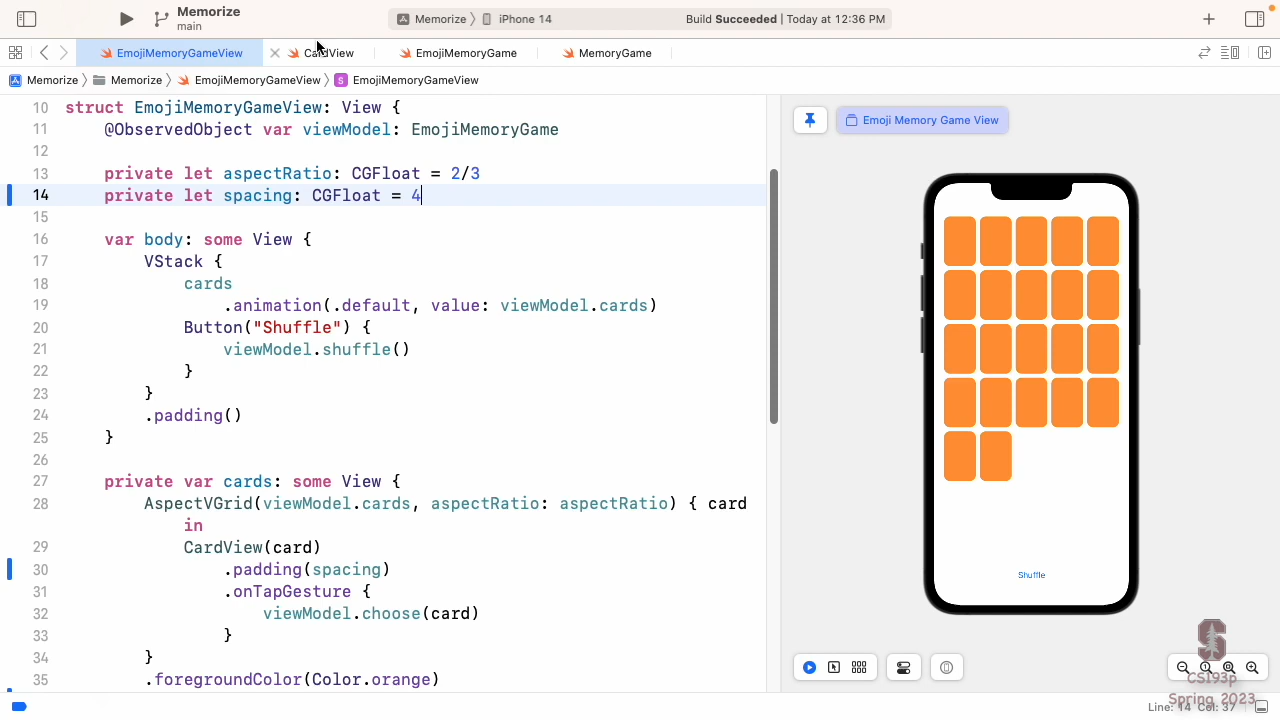 Memorize
main
Memorize
iPhone 14
Build Succeeded | Today at 12:36 PM
EmojiMemoryGameView
CardView
EmojiMemoryGame
MemoryGame
Memorize
Memorize
EmojiMemoryGameView
S
EmojiMemoryGameView
10 struct EmojiMemoryGameView: View {
11 @ObservedObject var viewModel: EmojiMemoryGame
12
13 private let aspectRatio: CGFloat = 2/3
14 private let spacing: CGFloat = 4
15
16 var body: some View {
17 VStack {
18 cards
19 .animation(.default, value: viewModel.cards)
20 Button("Shuffle") {
21 viewModel.shuffle()
22 }
23 }
24 .padding()
25 }
26
27 private var cards: some View {
28 AspectVGrid(viewModel.cards, aspectRatio: aspectRatio) { card
in
29 CardView(card)
30 .padding(spacing)
31 .onTapGesture {
32 viewModel.choose(card)
33 }
34 }
35 .foregroundColor(Color.orange)
Emoji Memory Game View
Shuffle
CS193p
Spring 2023
Line: 14 Col: 37